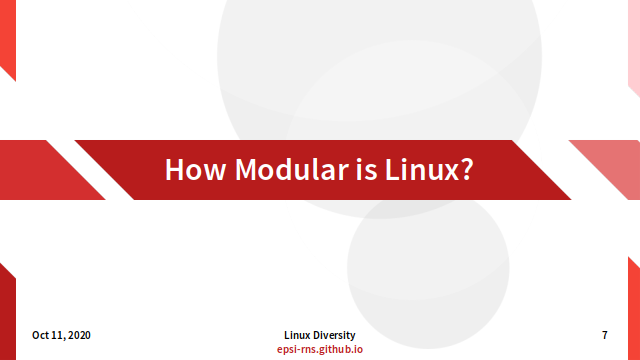 How Modular is Linux?
Oct 11, 2020
Linux Diversity
epsi-rns.github.io
7